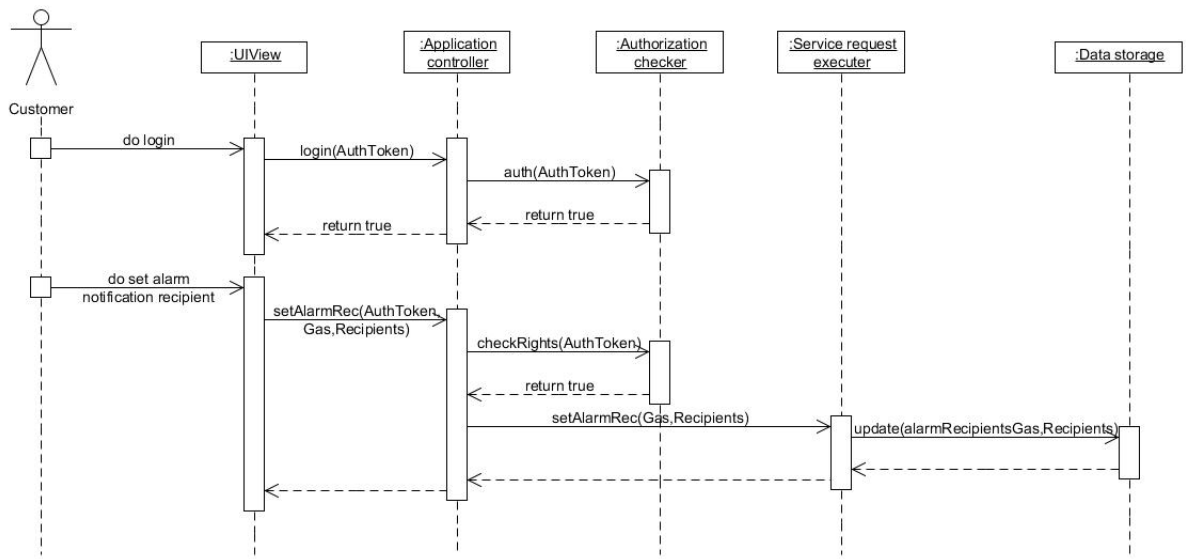 :UIView
:Application
controller
:Authorization
checker
:Service request
executer
:Data storage
Customer
do login
login(AuthToken)
auth(AuthToken)
return true
return true
do set alarm
notification recipient
setAlarmRec(AuthToken,
Gas,Recipients)
checkRights(AuthToken)
return true
setAlarmRec(Gas,Recipients)
update(alarmRecipientsGas,Recipients)